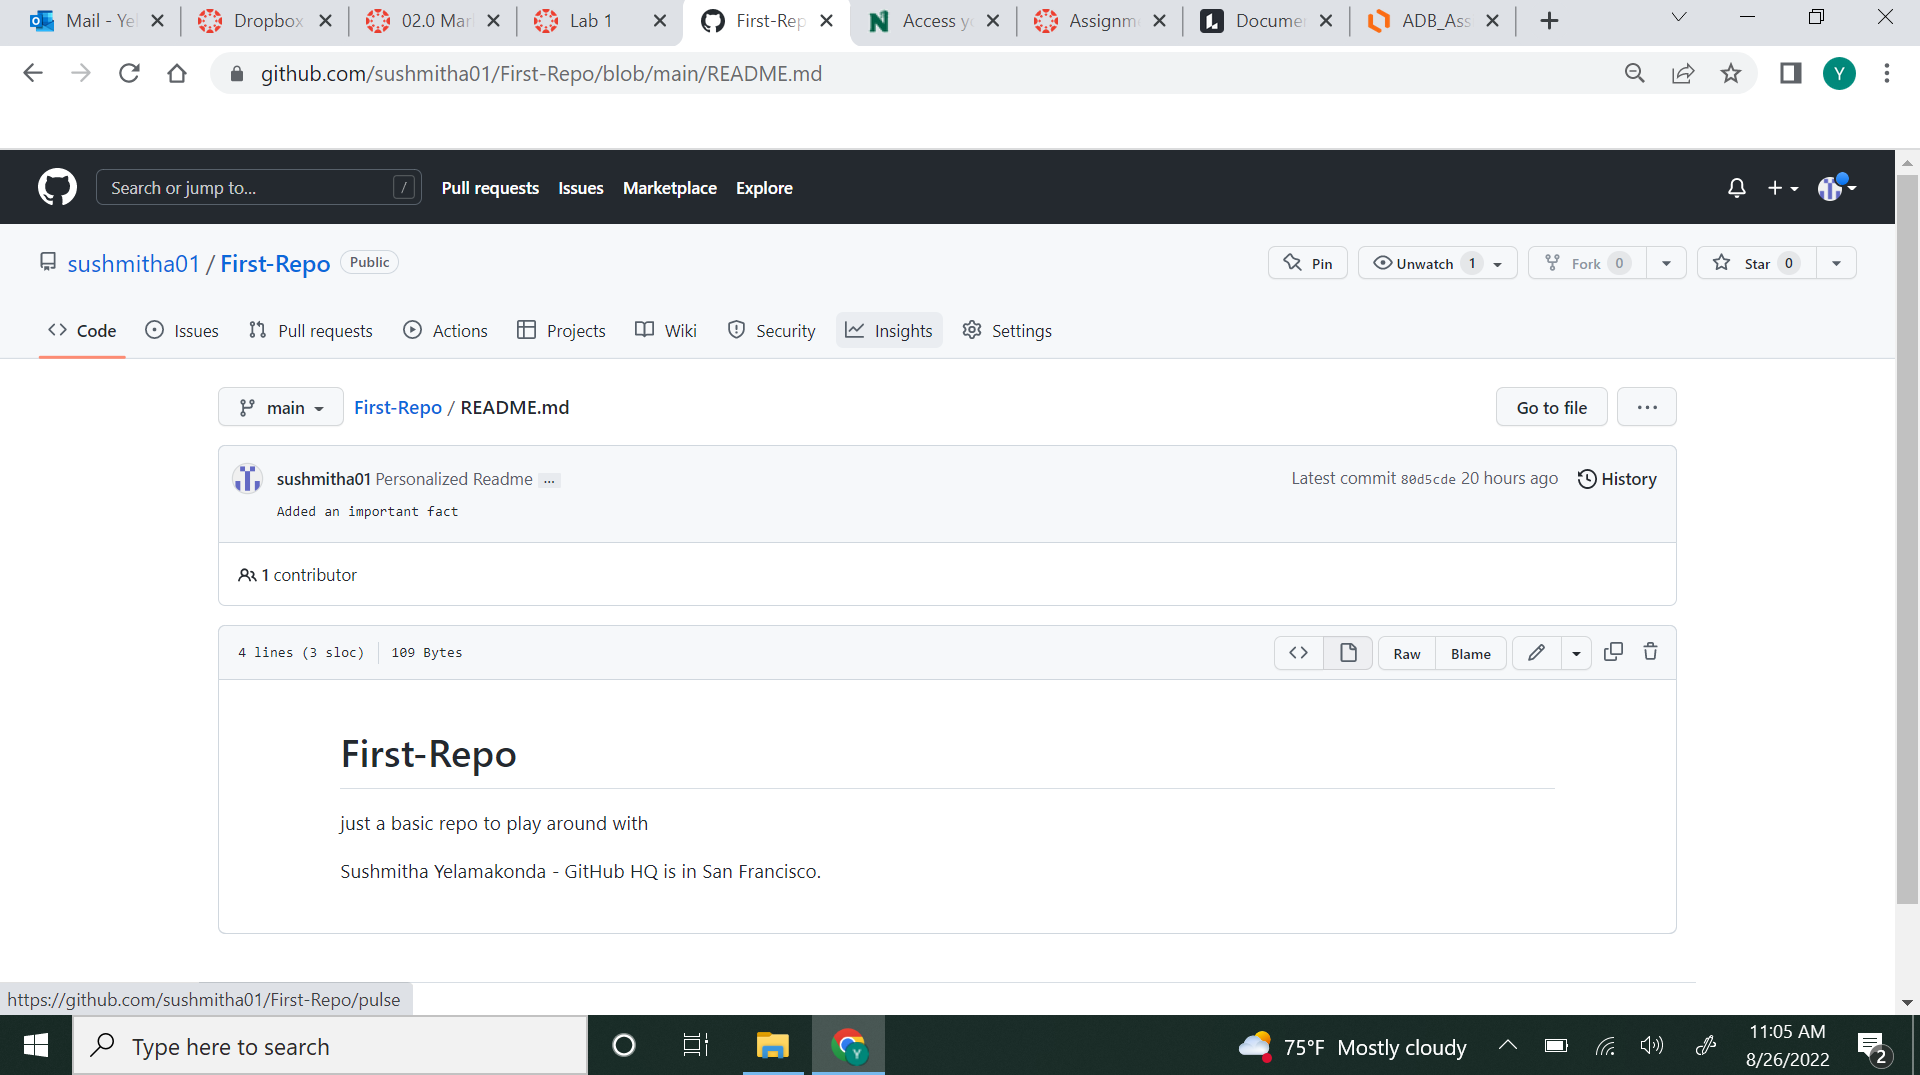 Mail - Yel
Dropbox
02.0 Mar
Lab 1
First-Rep
Access yo
Assignm
Documen
ADB_Ass
github.com/sushmitha01/First-Repo/blob/main/README.md
Y
Search or jump to...
/
Pull requests
Issues
Marketplace
Explore
sushmitha01 / First-Repo
Public
Pin
Unwatch 1
Fork 0
Star 0
Code
Issues
Pull requests
Actions
Projects
Wiki
Security
Insights
Settings
main
First-Repo / README.md
Go to file
...
sushmitha01 Personalized Readme ...
Latest commit 80d5cde 20 hours ago
History
Added an important fact
1 contributor
4 lines (3 sloc)
109 Bytes
Raw
Blame
First-Repo
just a basic repo to play around with
Sushmitha Yelamakonda - GitHub HQ is in San Francisco.
https://github.com/sushmitha01/First-Repo/pulse
Type here to search
Y
75°F Mostly cloudy
11:05 AM
8/26/2022
2